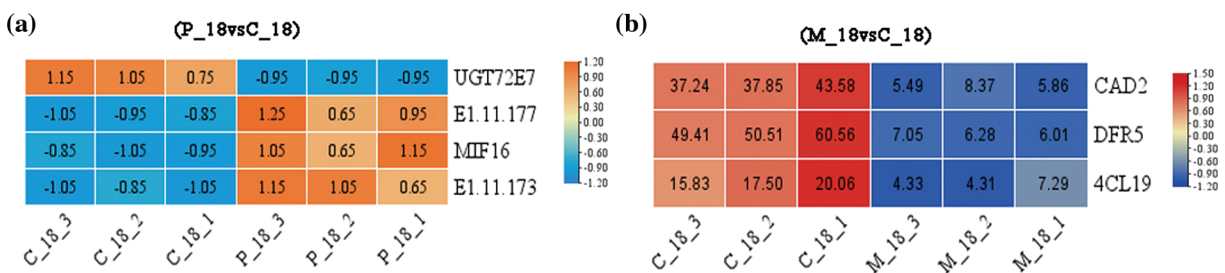 (a)
(P_18vsC_18)
1.15 1.05 0.75 -0.95 -0.95 -0.95 UGT72E7
-1.05 -0.95 -0.85 1.25 0.65 0.95 E1.11.177
-0.85 -1.05 -0.95 1.05 0.65 1.15 MIF16
-1.05 -0.85 -1.05 1.15 1.05 0.65 E1.11.173
C_18_3 C_18_2 C_18_1 P_18_3 P_18_2 P_18_1
1.20
0.90
0.60
0.30
0.00
-0.30
-0.60
-0.90
-1.20
(b)
(M_18vsC_18)
37.24 37.85 43.58 5.49 8.37 5.86 CAD2
49.41 50.51 60.56 7.05 6.28 6.01 DFR5
15.83 17.50 20.06 4.33 4.31 7.29 4CL19
C_18_3 C_18_2 C_18_1 M_18_3 M_18_2 M_18_1
1.50
1.20
0.90
0.60
0.30
0.00
-0.30
-0.60
-0.90
-1.20